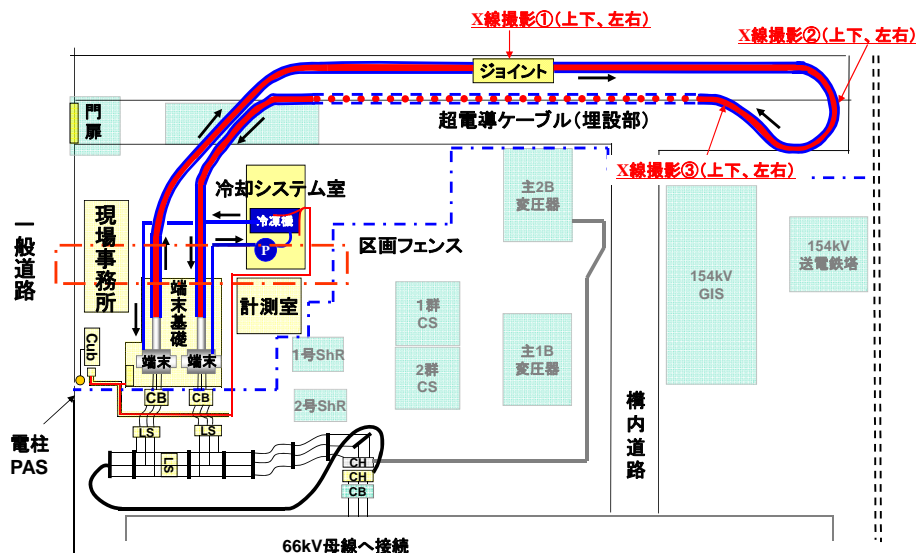 X線撮影①(上下、左右)
X線撮影②(上下、左右)
ジョイント
門扉
超電導ケーブル(埋設部)
X線撮影③(上下、左右)
冷却システム室
主2B
変圧器
冷凍機
P
現場事務所
一般道路
区画フェンス
154kV
送電鉄塔
154kV
GIS
端末基礎
計測室
1群
CS
Cub
端末
端末
1号ShR
主1B
変圧器
2群
CS
CB
CB
2号ShR
構内道路
LS
LS
電柱
PAS
LS
CH
CH
CB
66kV母線へ接続